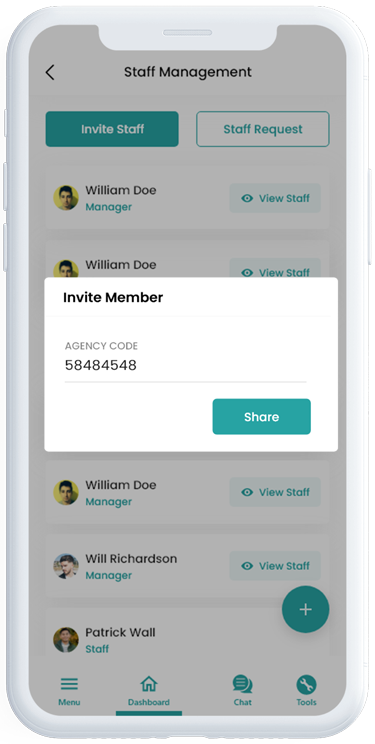 Staff Management
Invite Staff
Staff Request
William Doe
Manager
View Staff
William Doe
View Staff
Invite Member
AGENCY CODE
58484548
Share
William Doe
Manager
View Staff
Will Richardson
Manager
View Staff
+
Patrick Wall
Staff
Menu
Dashboard
Chat
Tools